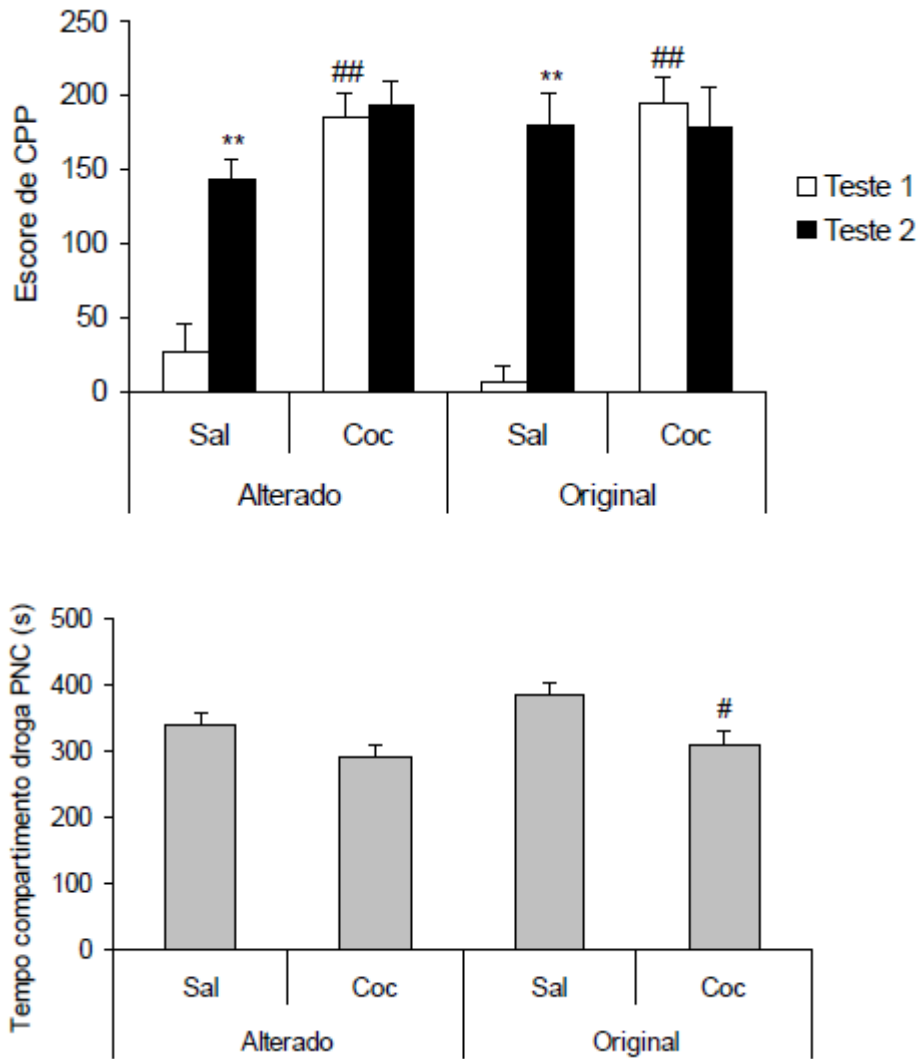 Escore de CPP
250
200
150
100
50
0
**
##
**
##
Teste 1
Teste 2
Sal
Coc
Sal
Coc
Alterado
Original
Tempo compartimento droga PNC (s)
500
400
300
200
100
0
#
Sal
Coc
Sal
Coc
Alterado
Original